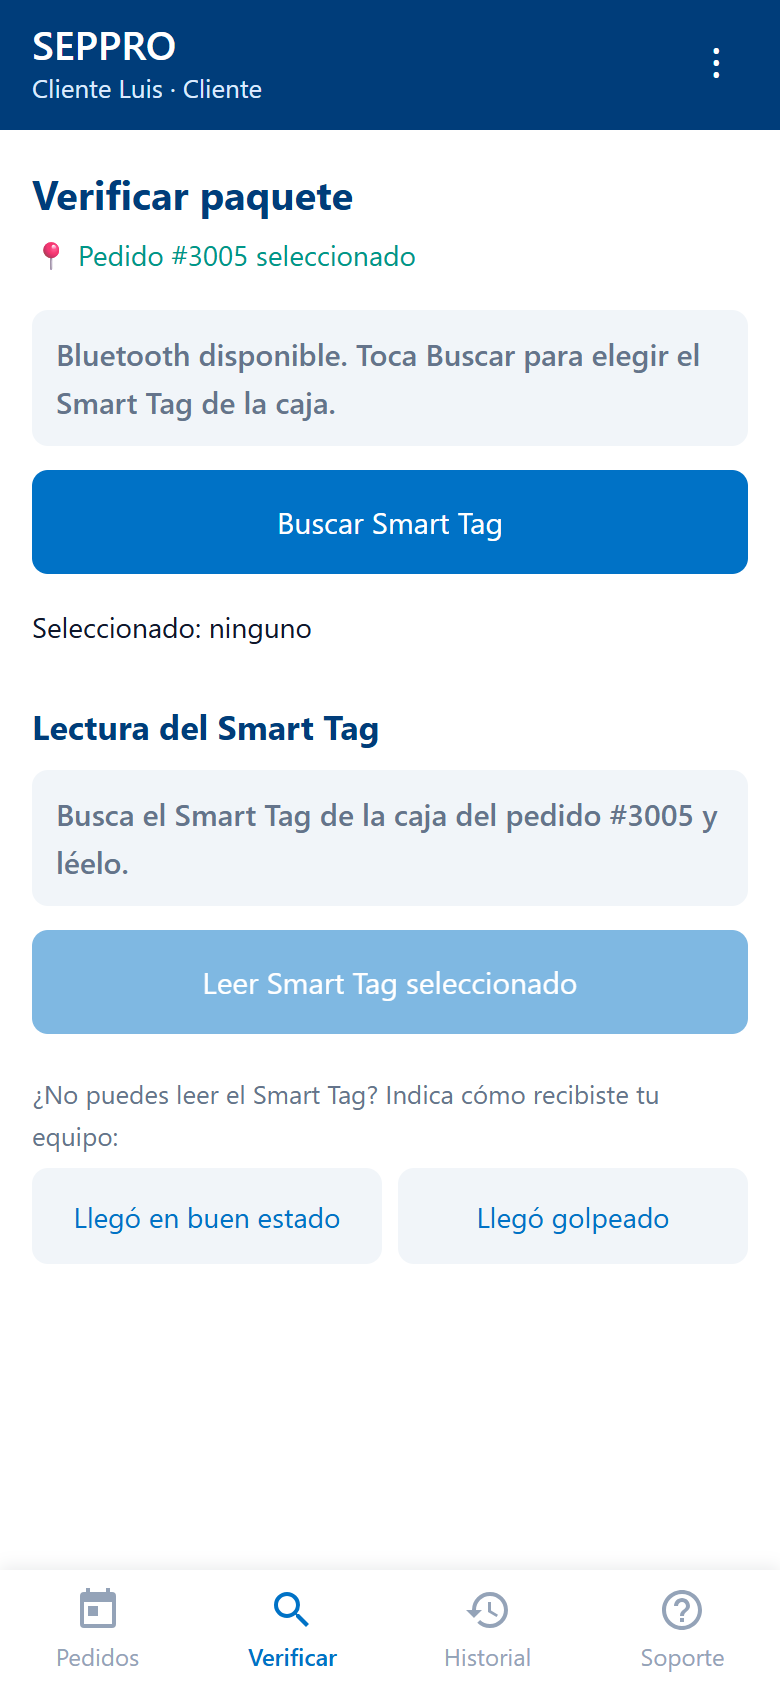 SEPPRO
Cliente Luis · Cliente
Verificar paquete
Pedido #3005 seleccionado
Bluetooth disponible. Toca Buscar para elegir el
Smart Tag de la caja.
Buscar Smart Tag
Seleccionado: ninguno
Lectura del Smart Tag
Busca el Smart Tag de la caja del pedido #3005 y
léelo.
Leer Smart Tag seleccionado
¿No puedes leer el Smart Tag? Indica cómo recibiste tu
equipo:
Llegó en buen estado
Llegó golpeado
Pedidos
Verificar
Historial
Soporte